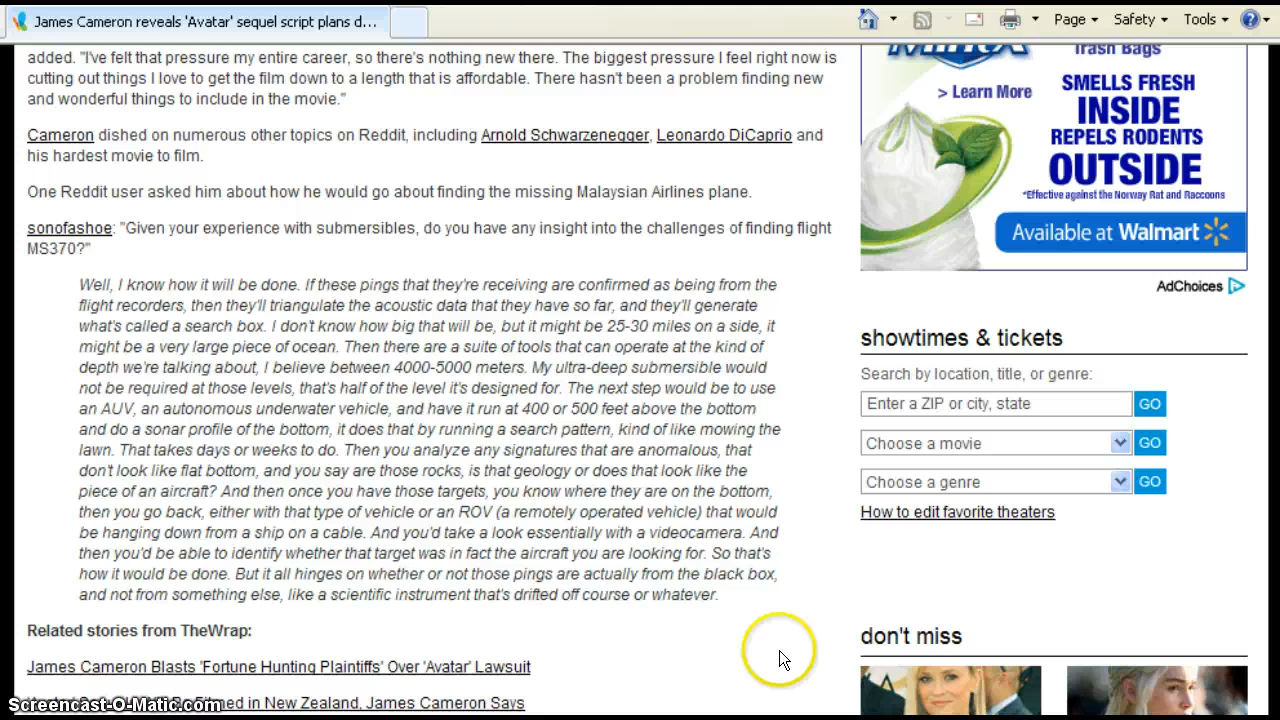 James Cameron reveals 'Avatar' sequel script plans d...
Page
Safety
Tools
added. "I've felt that pressure my entire career, so there's nothing new there. The biggest pressure I feel right now is
cutting out things I love to get the film down to a length that is affordable. There hasn't been a problem finding new
and wonderful things to include in the movie."
Cameron dished on numerous other topics on Reddit, including Arnold Schwarzenegger, Leonardo DiCaprio and
his hardest movie to film.
One Reddit user asked him about how he would go about finding the missing Malaysian Airlines plane.
sonofashoe: "Given your experience with submersibles, do you have any insight into the challenges of finding flight
MS370?"
Well, I know how it will be done. If these pings that they're receiving are confirmed as being from the
flight recorders, then they'll triangulate the acoustic data that they have so far, and they'll generate
what's called a search box. I don't know how big that will be, but it might be 25-30 miles on a side, it
might be a very large piece of ocean. Then there are a suite of tools that can operate at the kind of
depth we're talking about, I believe between 4000-5000 meters. My ultra-deep submersible would
not be required at those levels, that's half of the level it's designed for. The next step would be to use
an AUV, an autonomous underwater vehicle, and have it run at 400 or 500 feet above the bottom
and do a sonar profile of the bottom, it does that by running a search pattern, kind of like mowing the
lawn. That takes days or weeks to do. Then you analyze any signatures that are anomalous, that
don't look like flat bottom, and you say are those rocks, is that geology or does that look like the
piece of an aircraft? And then once you have those targets, you know where they are on the bottom,
then you go back, either with that type of vehicle or an ROV (a remotely operated vehicle) that would
be hanging down from a ship on a cable. And you'd take a look essentially with a videocamera. And
then you'd be able to identify whether that target was in fact the aircraft you are looking for. So that's
how it would be done. But it all hinges on whether or not those pings are actually from the black box,
and not from something else, like a scientific instrument that's drifted off course or whatever.
Related stories from TheWrap:
James Cameron Blasts 'Fortune Hunting Plaintiffs' Over 'Avatar' Lawsuit
in New Zealand, James Cameron Says
Screencast-O-Matic.com
Trash Bags
> Learn More
SMELLS FRESH
INSIDE
REPELS RODENTS
OUTSIDE
*Effective against the Norway Rat and Raccoons
Available at Walmart
AdChoices
showtimes & tickets
Search by location, title, or genre:
Enter a ZIP or city, state GO
Choose a movie GO
Choose a genre GO
How to edit favorite theaters
don't miss